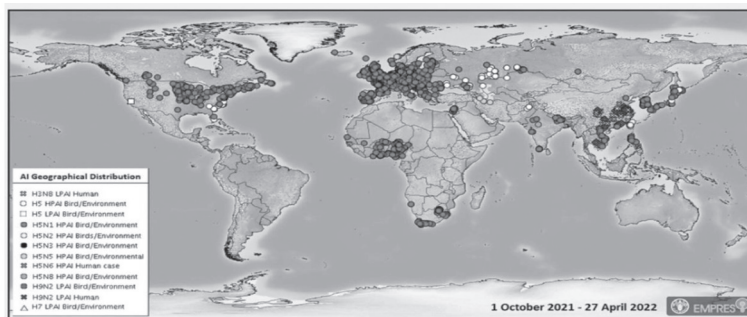 AI Geographical Distribution
H3N8 LPAI Human
H5 HPAI Bird/Environment
H5 LPAI Bird/Environment
H5N1 HPAI Bird/Environment
H5N2 HPAI Birds/Environment
H5N3 HPAI Bird/Environment
H5N5 HPAI Bird/Environmental
H5N6 HPAI Human case
H5N8 HPAI Bird/Environment
H9N2 LPAI Bird/Environment
H9N2 LPAI Human
H7 LPAI Bird/Environment
1 October 2021 - 27 April 2022
EMPRES